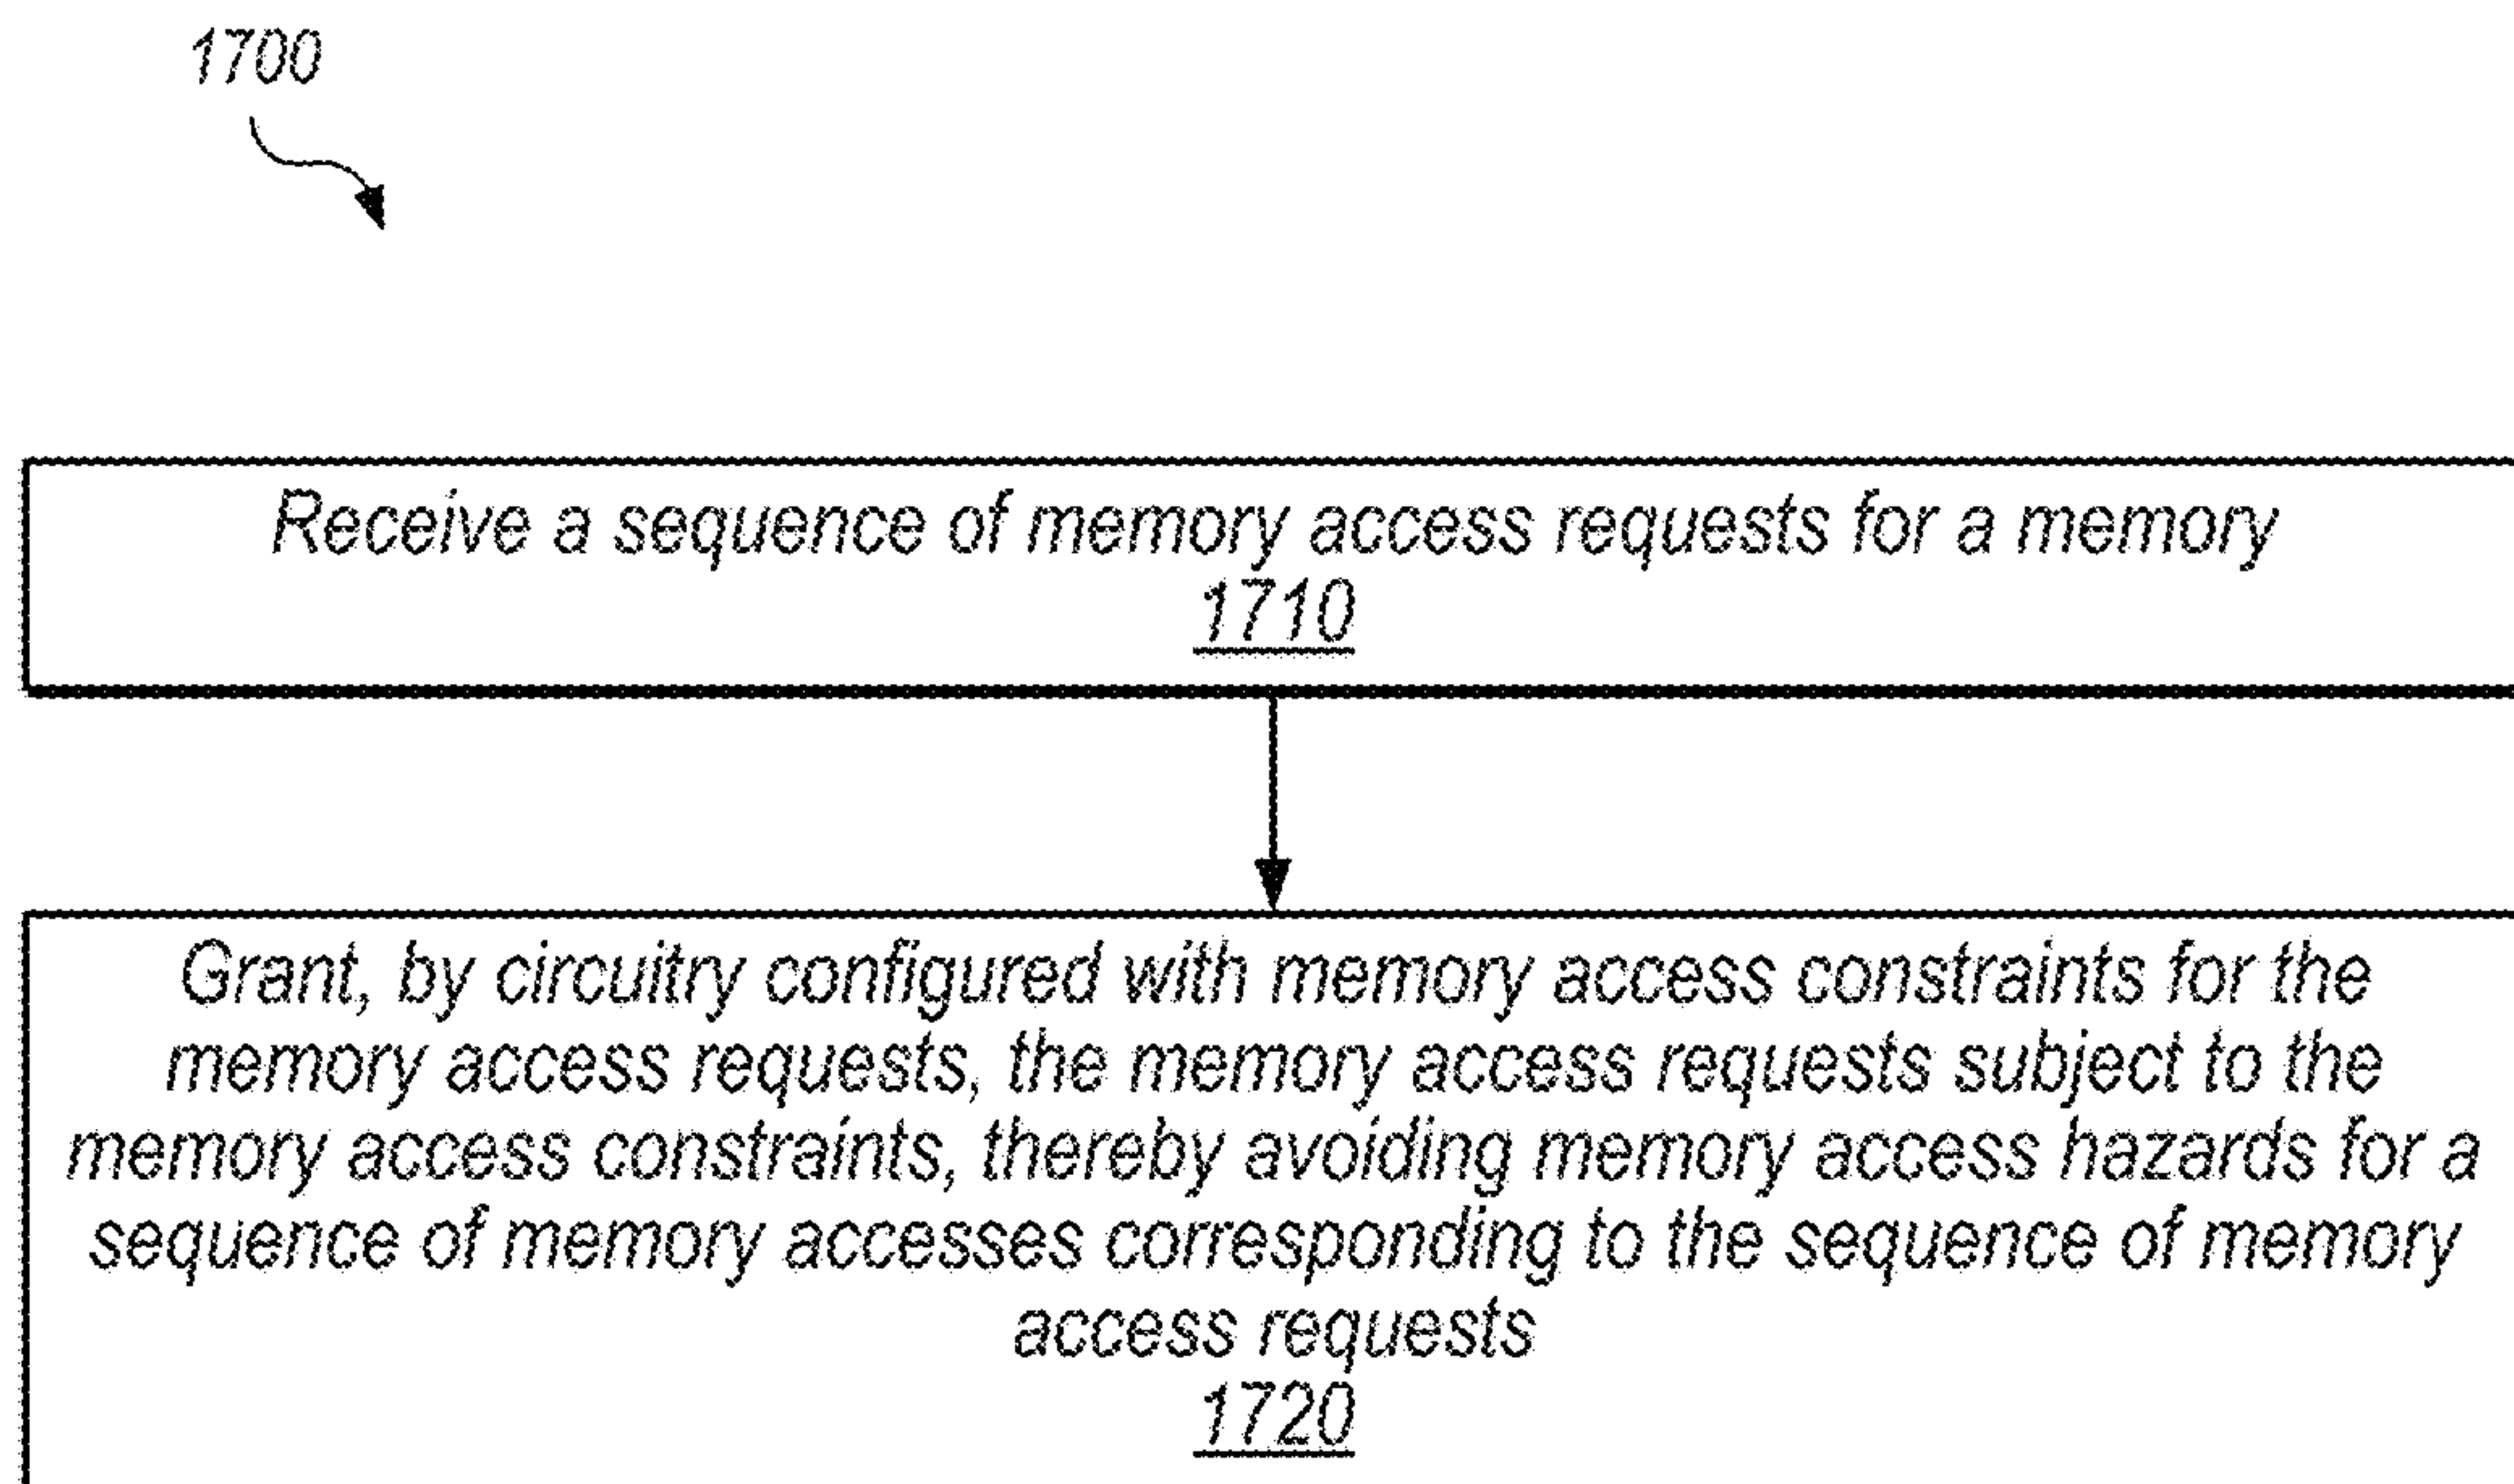 1700
Receive a sequence of memory access requests for a memory
1710
Grant, by circuitry configured with memory access constraints for the
memory access requests, the memory access requests subject to the
memory access constraints, thereby avoiding memory access hazards for a
sequence of memory accesses corresponding to the sequence of memory
access requests
1720